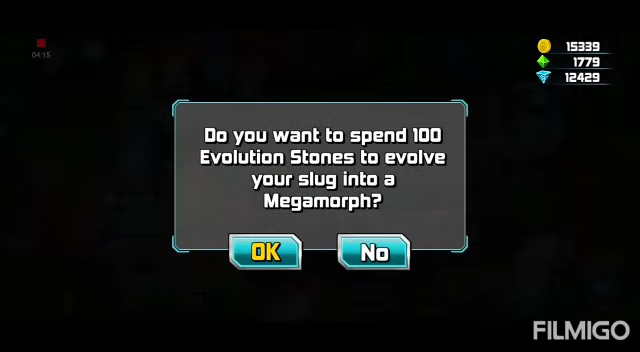 04:15
15339
1779
12429
Do you want to spend 100
Evolution Stones to evolve
your slug into a
Megamorph?
OK
No
FILMIGO